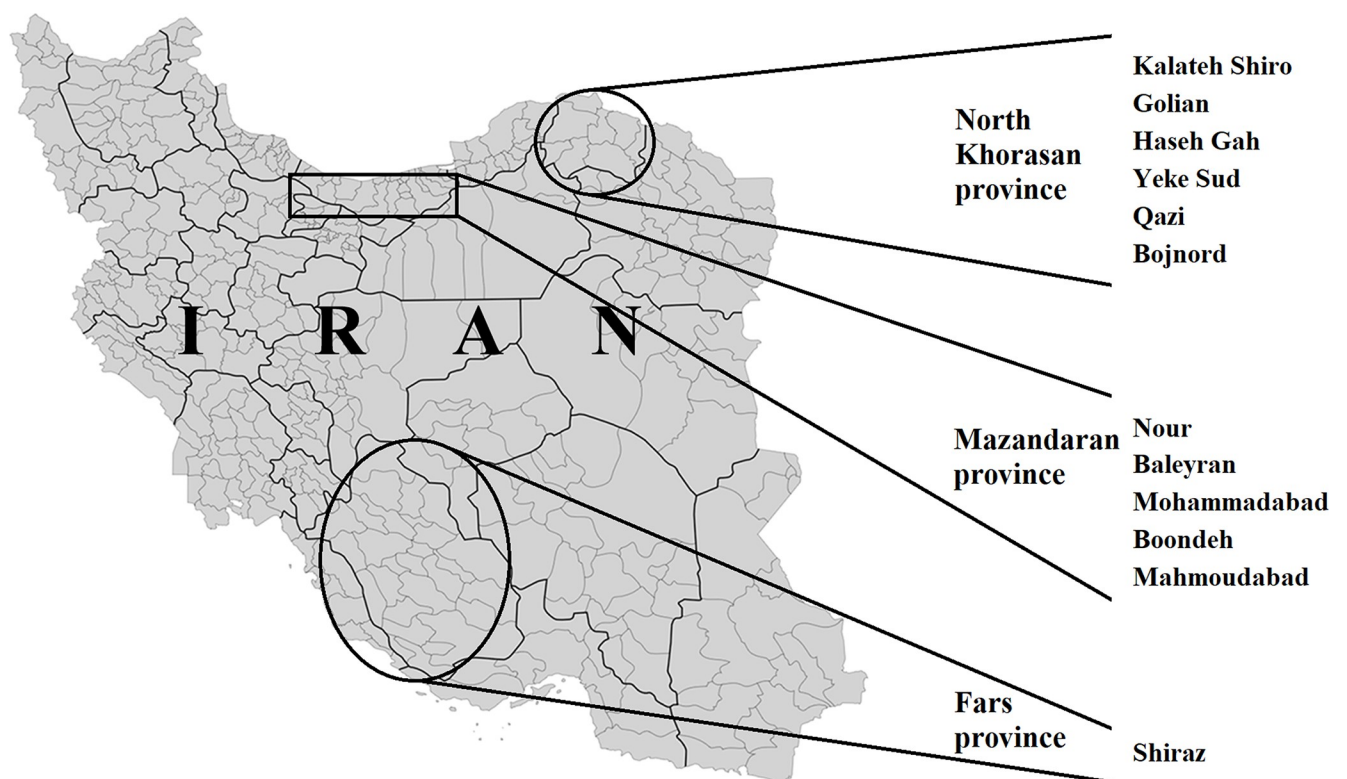 North
Khorasan
province
Kalateh Shiro
Golian
Haseh Gah
Yeke Sud
Qazi
Bojnord
I R A N
Mazandaran
province
Nour
Baleyran
Mohammadabad
Boondeh
Mahmoudabad
Fars
province
Shiraz